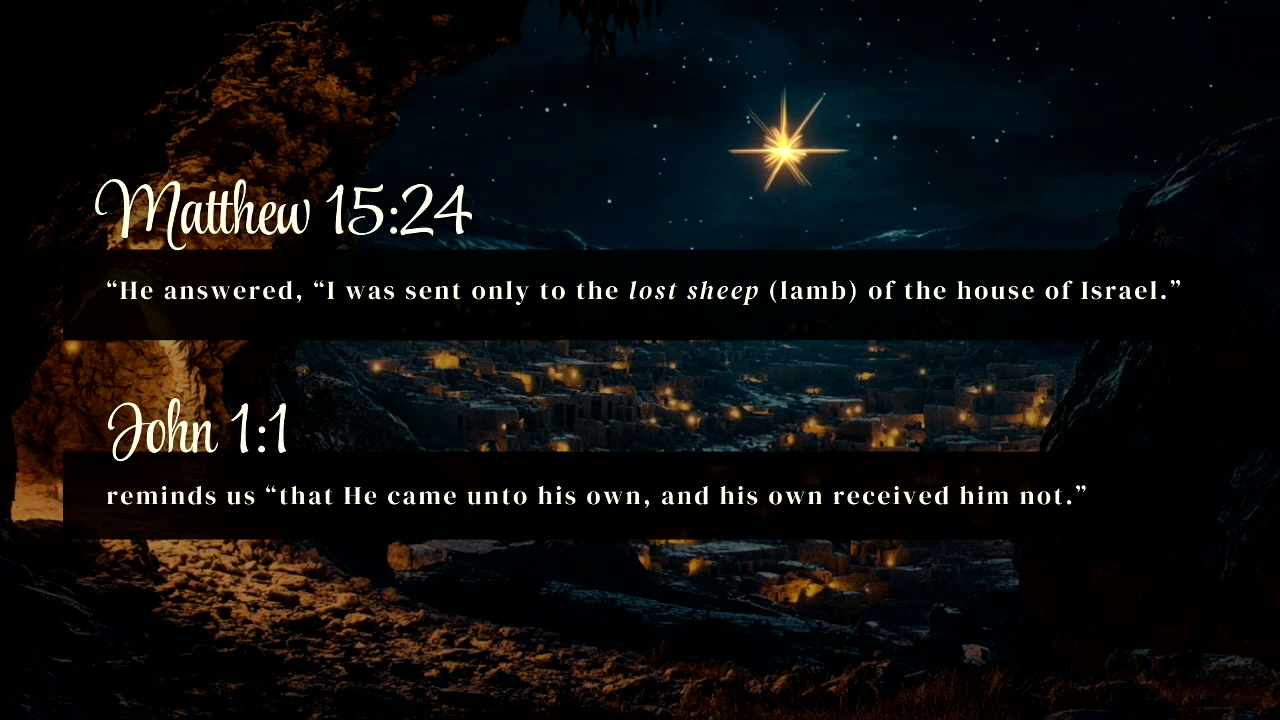 Matthew 15:24
“He answered, “I was sent only to the lost sheep (lamb) of the house of Israel.”
John 1:1
reminds us “that He came unto his own, and his own received him not.”